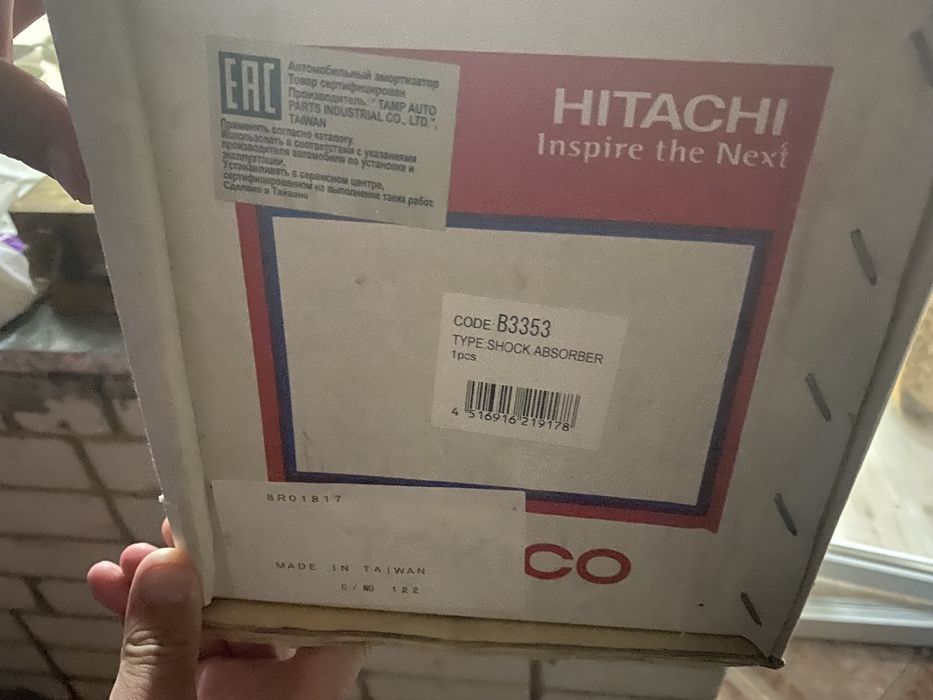 EAC
Автомобильный амортизатор
Товар сертифицирован
Производитель: "TAMP AUTO
PARTS INDUSTRIAL CO., LTD.",
TAIWAN
Применять согласно каталогу.
Использовать в соответствии с указаниями
производителя автомобиля по установке и
эксплуатации.
Устанавливать в сервисном центре,
сертифицированном на выполнения таких работ.
Сделано в Тайване
HITACHI
Inspire the Next
CODE: B3353
TYPE:SHOCK ABSORBER
1pcs
4 516916 219178
8R01817
MADE IN TAIWAN
C/NO 122
CO